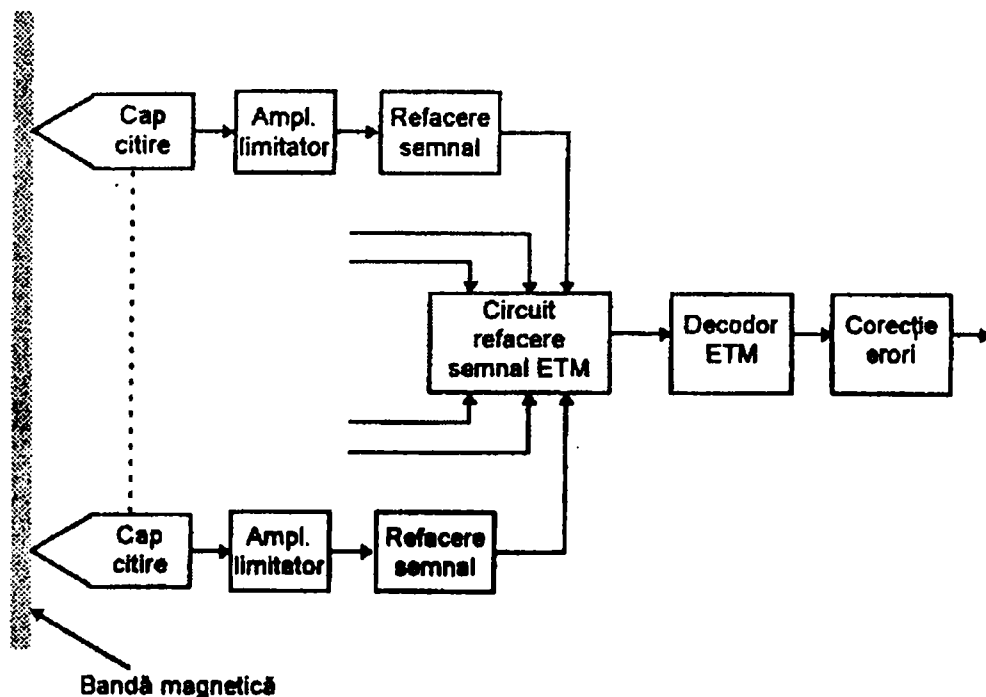 Cap
citire
Ampl.
limitator
Refacere
semnal
Circuit
refacere
semnal ETM
Decodor
ETM
Corecție
erori
Cap
citire
Ampl.
limitator
Refacere
semnal
Bandă magnetică